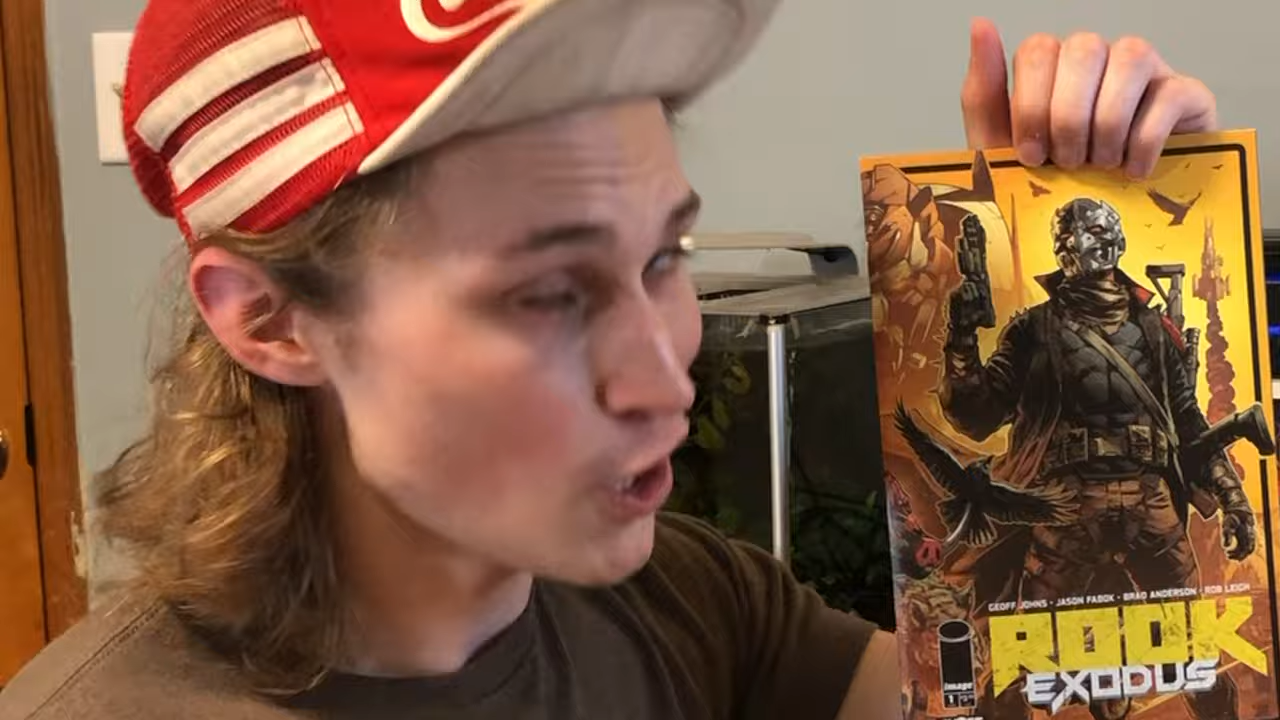 GEOFF JOHNS · JASON FABOK · BRAD ANDERSON · ROB LEIGH
ROOK
EXODUS
image
1